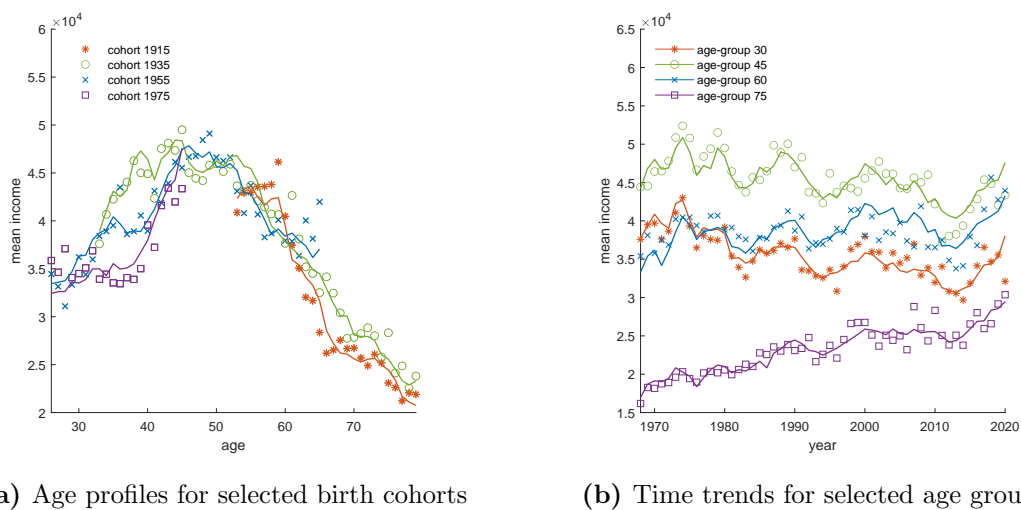 ×10⁴
6
5.5
5
4.5
4
3.5
3
2.5
2
mean income
30 40 50 60 70
age
cohort 1915
cohort 1935
cohort 1955
cohort 1975
a) Age profiles for selected birth cohorts
×10⁴
6.5
6
5.5
5
4.5
4
3.5
3
2.5
2
1.5
mean income
1970 1980 1990 2000 2010 2020
year
age-group 30
age-group 45
age-group 60
age-group 75
(b) Time trends for selected age grou